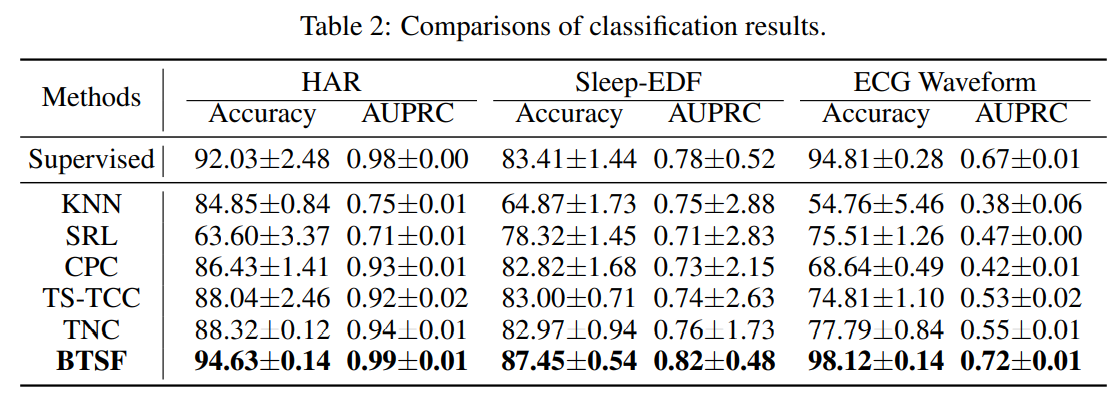 Table 2: Comparisons of classification results.
Methods HAR Sleep-EDF ECG Waveform
Accuracy AUPRC Accuracy AUPRC Accuracy AUPRC
Supervised 92.03±2.48 0.98±0.00 83.41±1.44 0.78±0.52 94.81±0.28 0.67±0.01
KNN 84.85±0.84 0.75±0.01 64.87±1.73 0.75±2.88 54.76±5.46 0.38±0.06
SRL 63.60±3.37 0.71±0.01 78.32±1.45 0.71±2.83 75.51±1.26 0.47±0.00
CPC 86.43±1.41 0.93±0.01 82.82±1.68 0.73±2.15 68.64±0.49 0.42±0.01
TS-TCC 88.04±2.46 0.92±0.02 83.00±0.71 0.74±2.63 74.81±1.10 0.53±0.02
TNC 88.32±0.12 0.94±0.01 82.97±0.94 0.76±1.73 77.79±0.84 0.55±0.01
BTSF 94.63±0.14 0.99±0.01 87.45±0.54 0.82±0.48 98.12±0.14 0.72±0.01